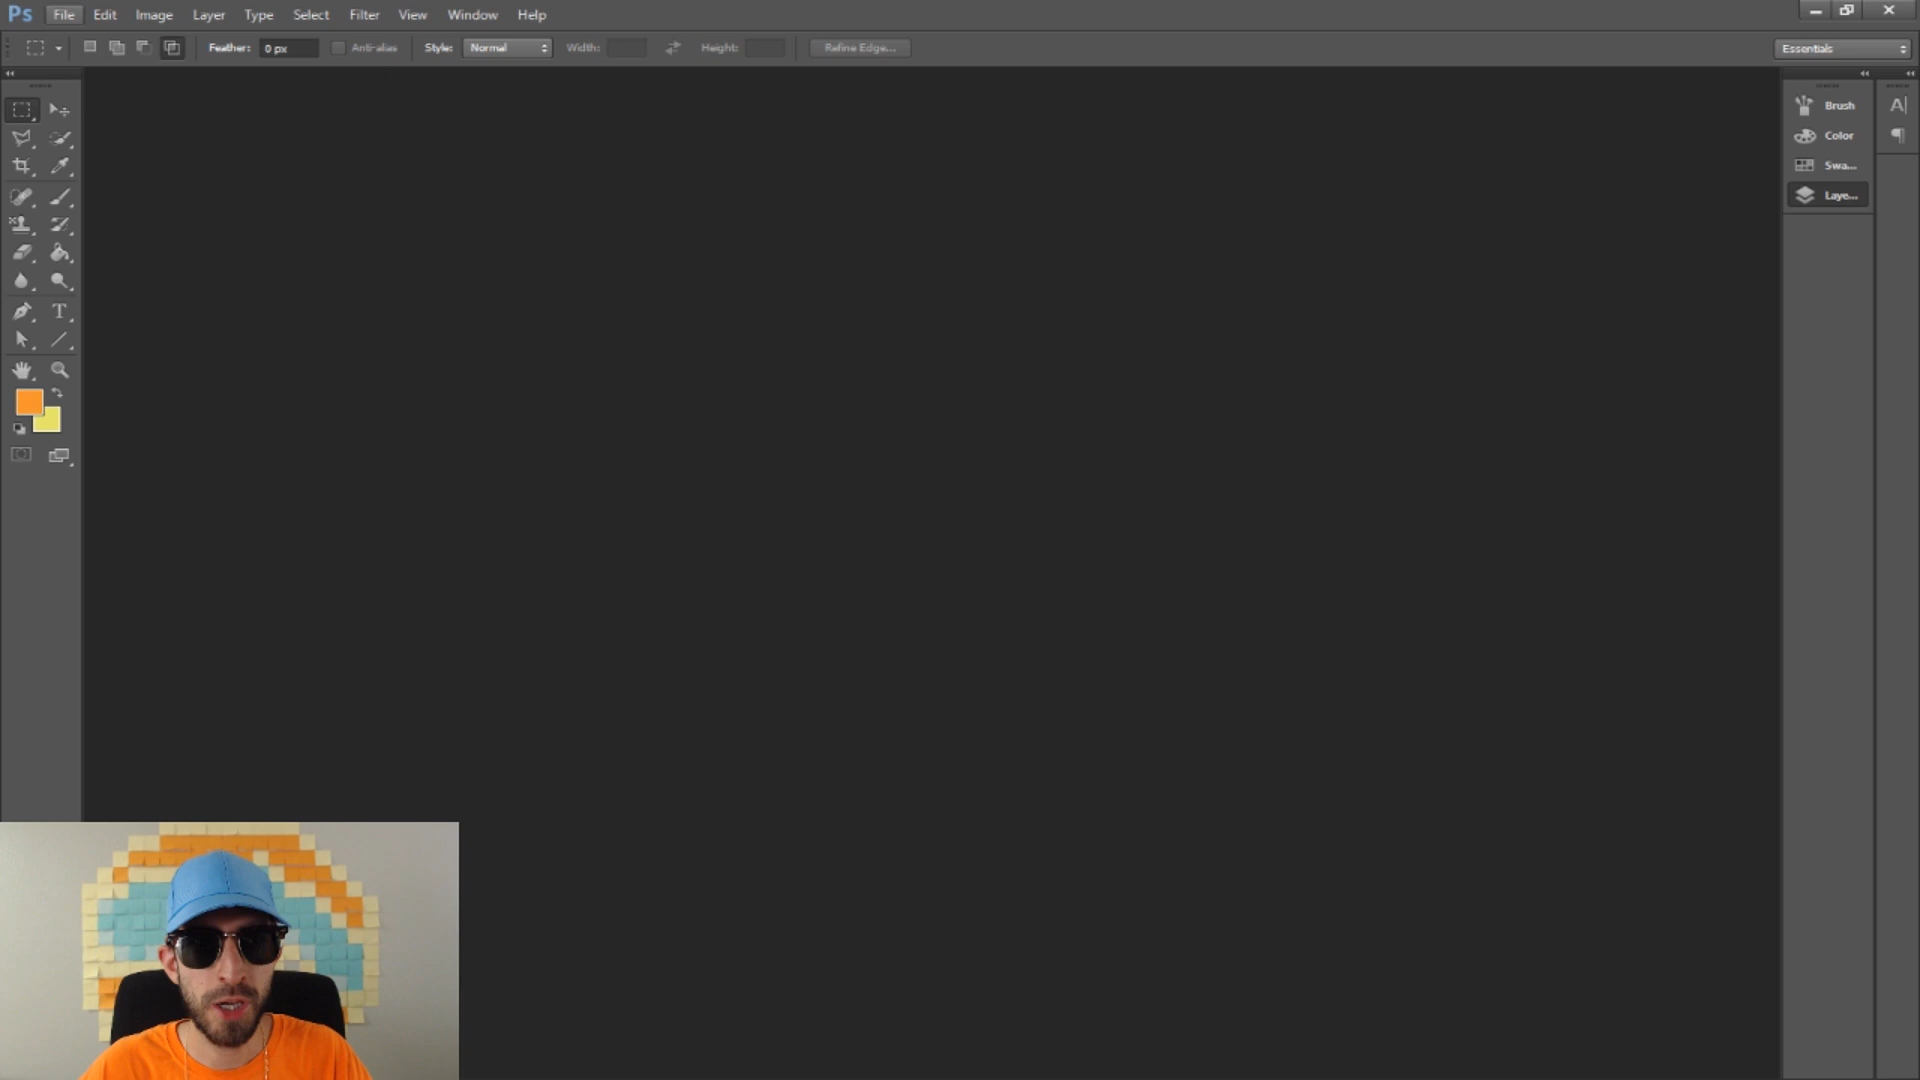 Ps File Edit Image Layer Type Select Filter View Window Help
Feather: 0 px Anti-alias Style: Normal Width: Height: Refine Edge... Essentials
Brush
Color
Swa...
Laye...
A
T